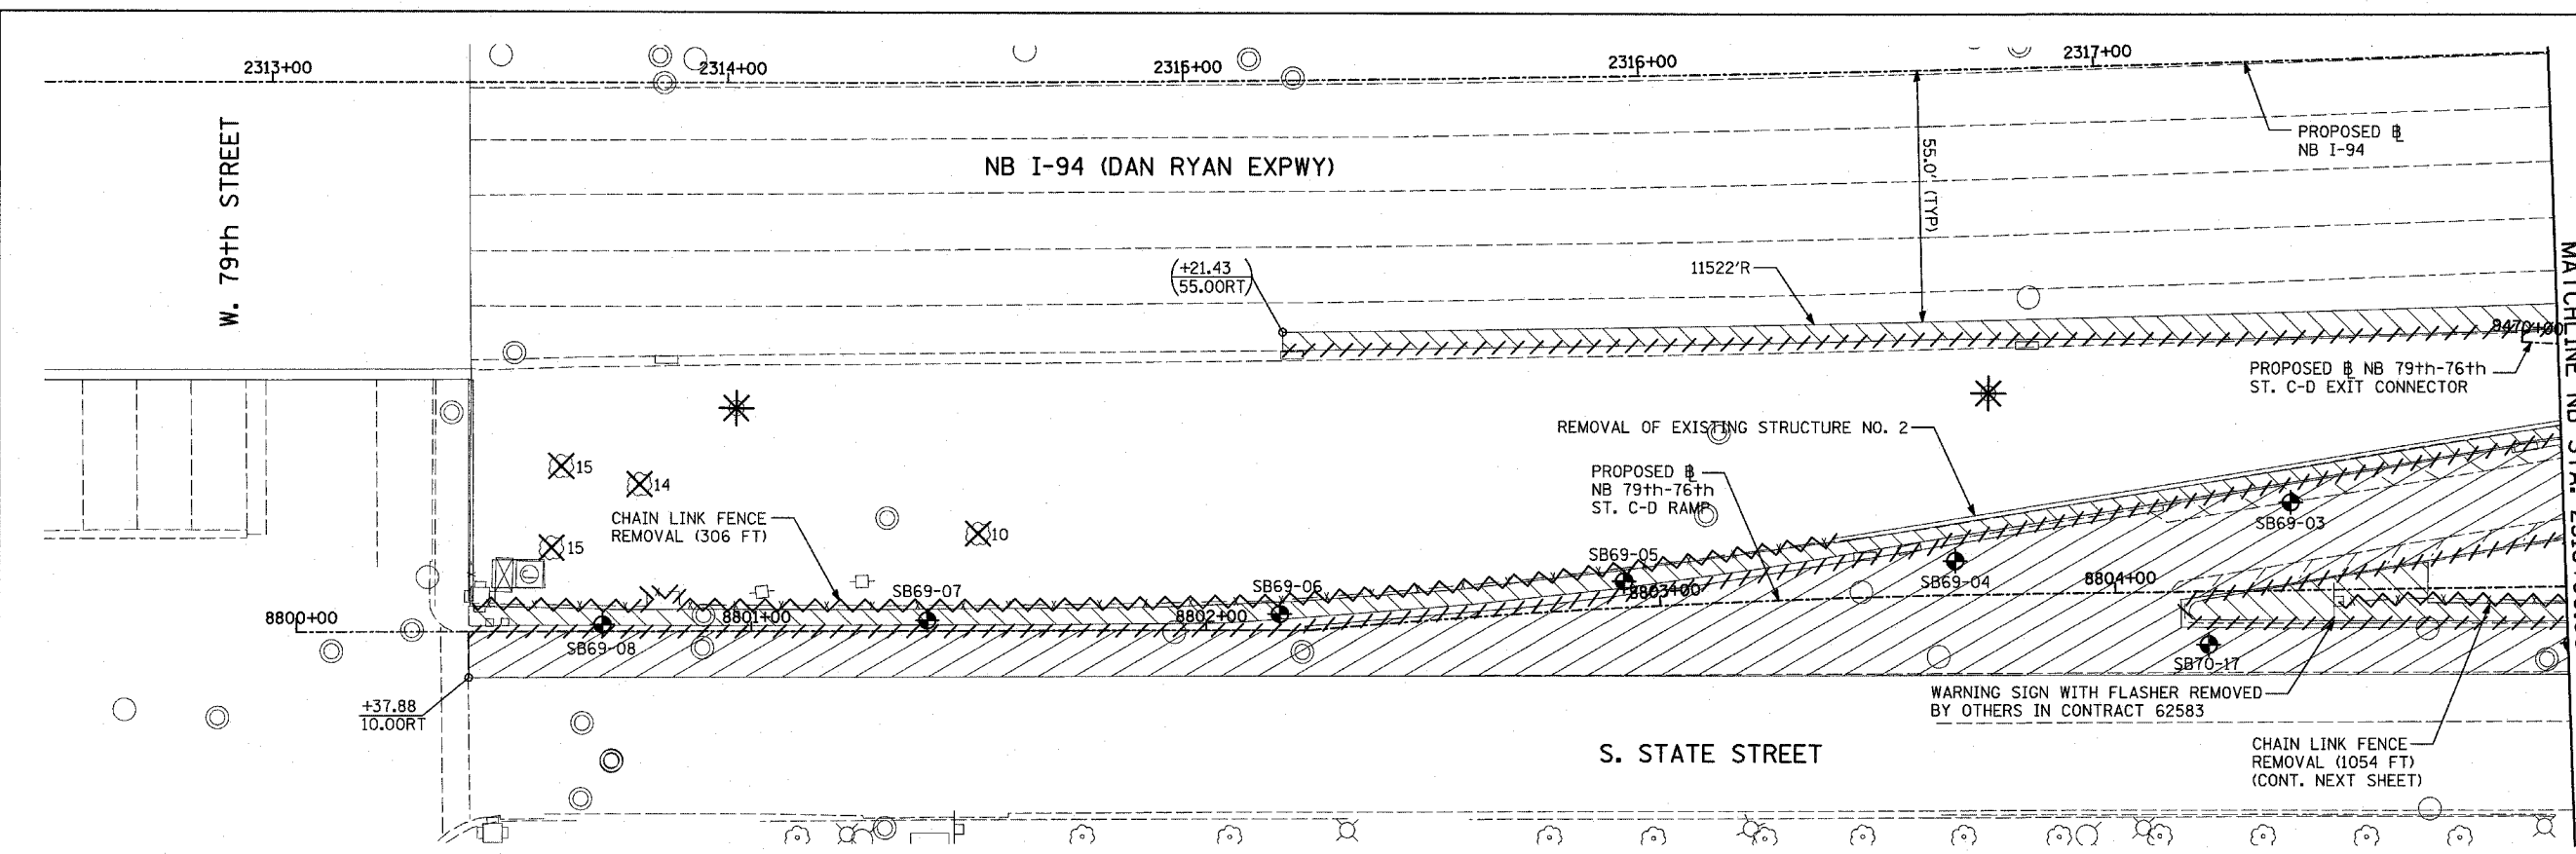 2313+00
2314+00
2315+00
2316+00
2317+00
W. 79th STREET
NB I-94 (DAN RYAN EXPWY)
55.0' (TYP)
PROPOSED ⅊
NB I-94
+21.43
55.00RT
11522'R
9470+00
PROPOSED NB 79th-76th
ST. C-D EXIT CONNECTOR
REMOVAL OF EXISTING STRUCTURE NO. 2
PROPOSED
NB 79th-76th
ST. C-D RAMP
15
14
15
10
CHAIN LINK FENCE
REMOVAL (306 FT)
SB69-03
SB69-04
SB69-05
SB69-06
SB69-07
SB69-08
8800+00
8801+00
8802+00
8803+00
8804+00
SB70-17
+37.88
10.00RT
WARNING SIGN WITH FLASHER REMOVED
BY OTHERS IN CONTRACT 62583
S. STATE STREET
CHAIN LINK FENCE
REMOVAL (1054 FT)
(CONT. NEXT SHEET)
MATCHLINE NB STA.